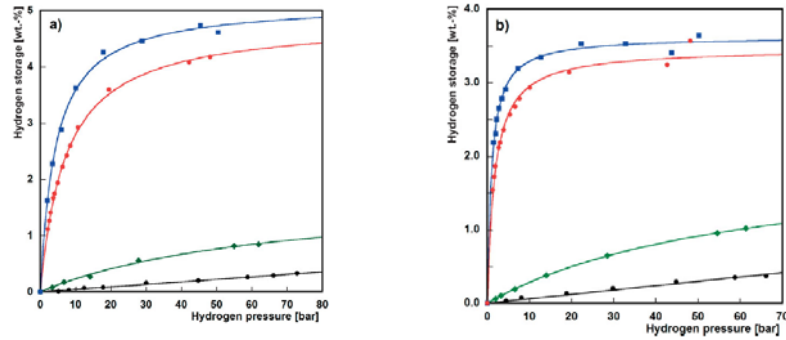 a)
Hydrogen storage [wt.-%]
5
4
3
2
1
0
0 10 20 30 40 50 60 70 80
Hydrogen pressure [bar]
b)
Hydrogen storage [wt.-%]
5.0
4.0
3.0
2.0
1.0
0.0
0 10 20 30 40 50 60 70
Hydrogen pressure [bar]